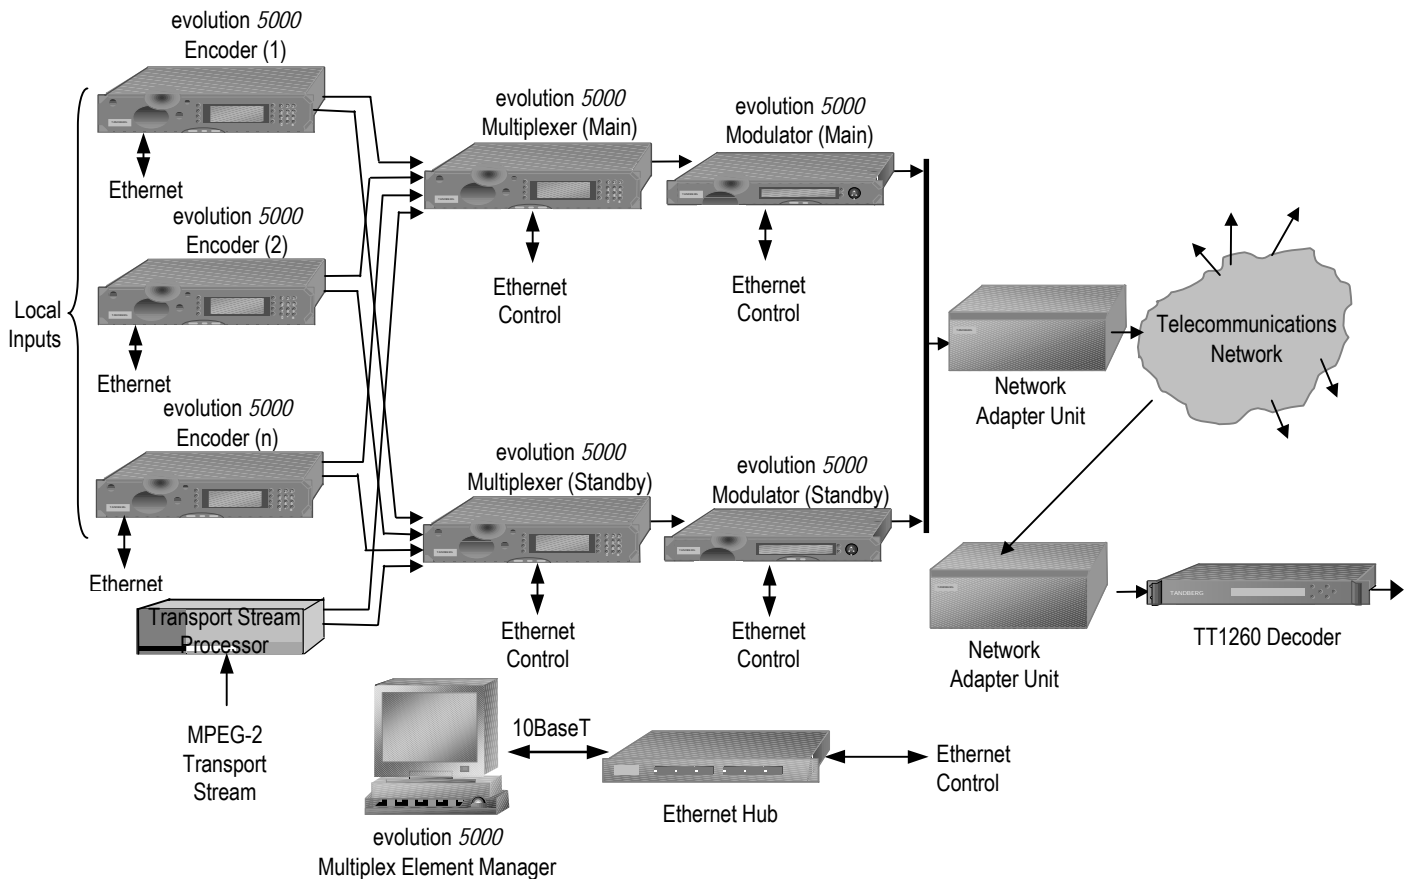 evolution 5000
Encoder (1)
Ethernet
evolution 5000
Encoder (2)
Ethernet
evolution 5000
Encoder (n)
Ethernet
Local
Inputs
Transport Stream
Processor
MPEG-2
Transport
Stream
evolution 5000
Multiplexer (Main)
Ethernet
Control
evolution 5000
Modulator (Main)
Ethernet
Control
evolution 5000
Multiplexer (Standby)
Ethernet
Control
evolution 5000
Modulator (Standby)
Ethernet
Control
Network
Adapter Unit
Telecommunications
Network
Network
Adapter Unit
TANDBERG
TT1260 Decoder
10BaseT
Ethernet Hub
Ethernet
Control
evolution 5000
Multiplex Element Manager